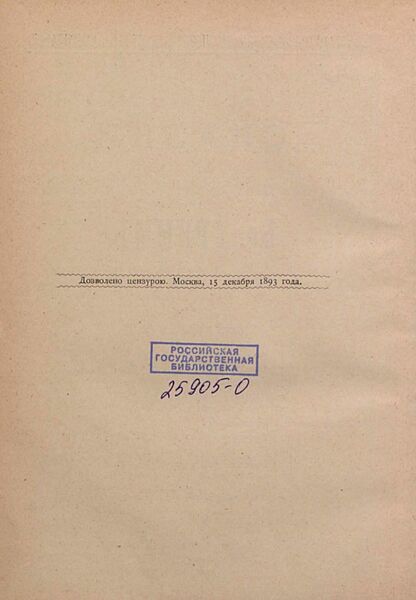 Дозволено цензурою. Москва, 15 декабря 1893 года.
РОССИЙСКАЯ
ГОСУДАРСТВЕННАЯ
БИБЛИОТЕКА
25905-0